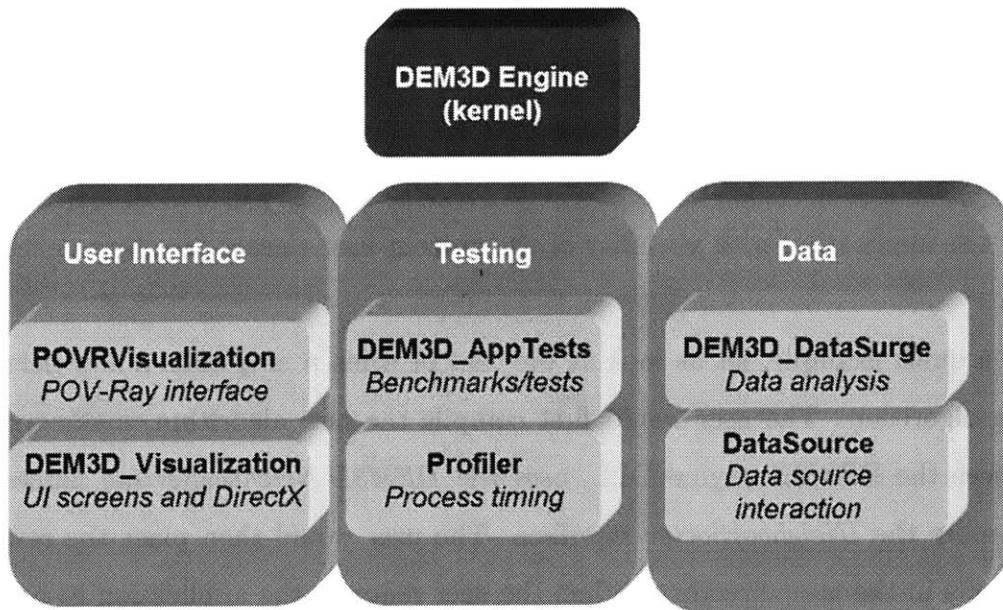 DEM3D Engine
(kernel)
User Interface
POVRVisualization
POV-Ray interface
DEM3D_Visualization
UI screens and DirectX
Testing
DEM3D_AppTests
Benchmarks/tests
Profiler
Process timing
Data
DEM3D_DataSurge
Data analysis
DataSource
Data source
interaction